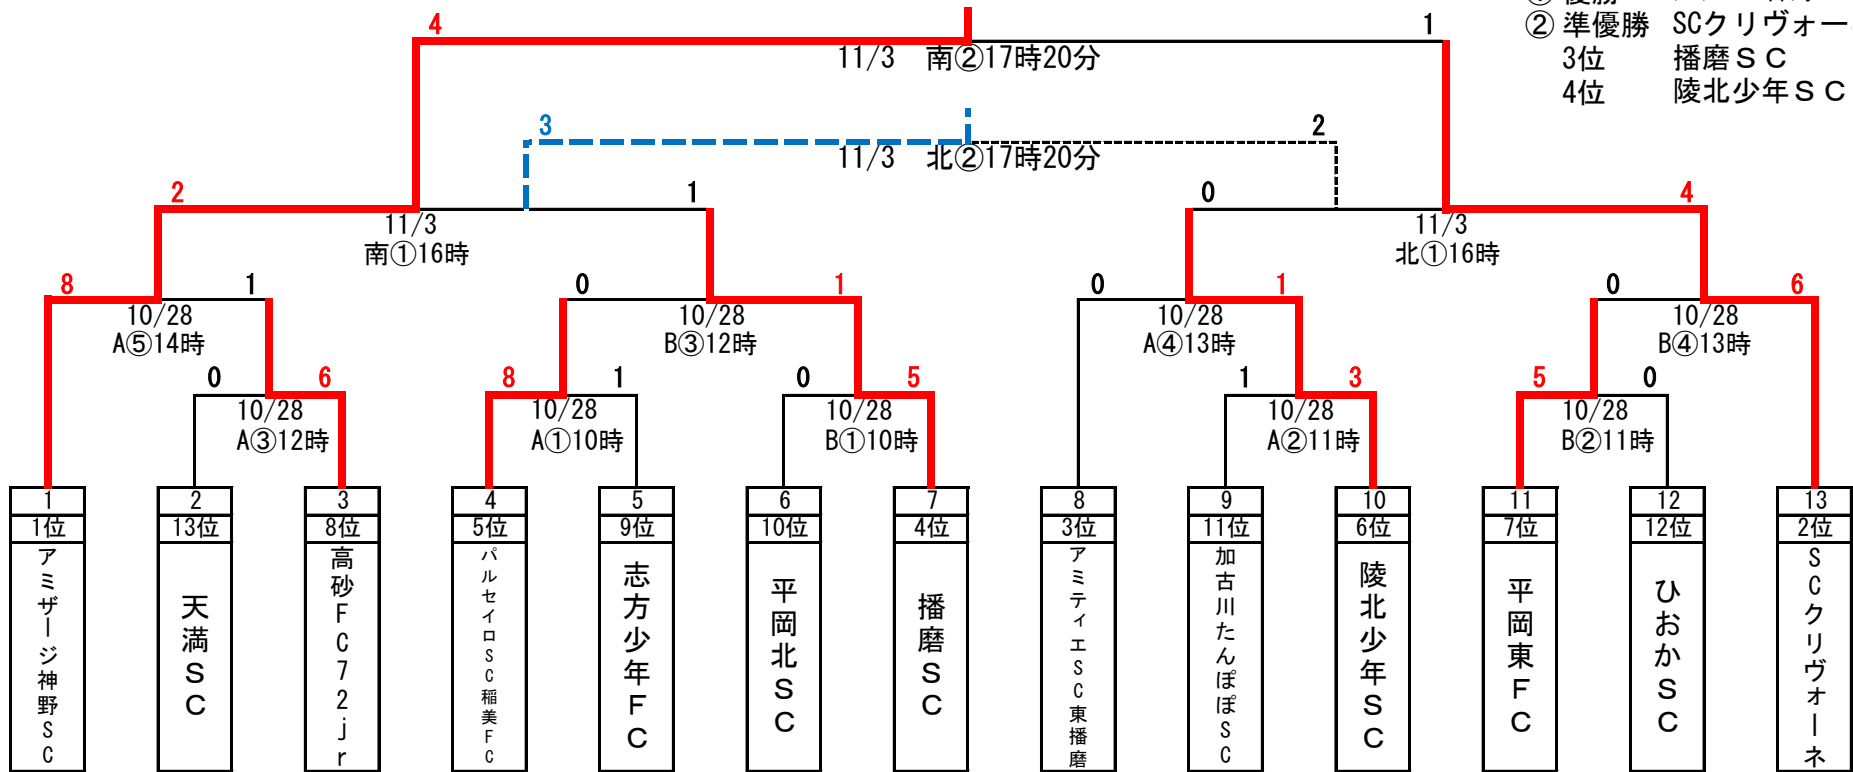 ② 準優勝 SCクリヴォー
3位 播磨ＳＣ
4位 陵北少年ＳＣ
4 1
11/3 南②17時20分
3 2
11/3 北②17時20分
2 1 0 4
11/3 11/3
南①16時 北①16時
8 1 0 1 0 1 0 6
10/28 10/28 10/28 10/28
A⑤14時 B③12時 A④13時 B④13時
0 6 8 1 0 5 1 3 5 0
10/28 10/28 10/28 10/28 10/28
A③12時 A①10時 B①10時 A②11時 B②11時
1 2 3 4 5 6 7 8 9 10 11 12 13
1位 13位 8位 5位 9位 10位 4位 3位 11位 6位 7位 12位 2位
アミザージ神野SC
天満SC
高砂FC72jr
パルセイロSC稲美FC
志方少年FC
平岡北SC
播磨SC
アミティエSC東播磨
加古川たんぽぽSC
陵北少年SC
平岡東FC
ひおかSC
SCクリヴォーネ